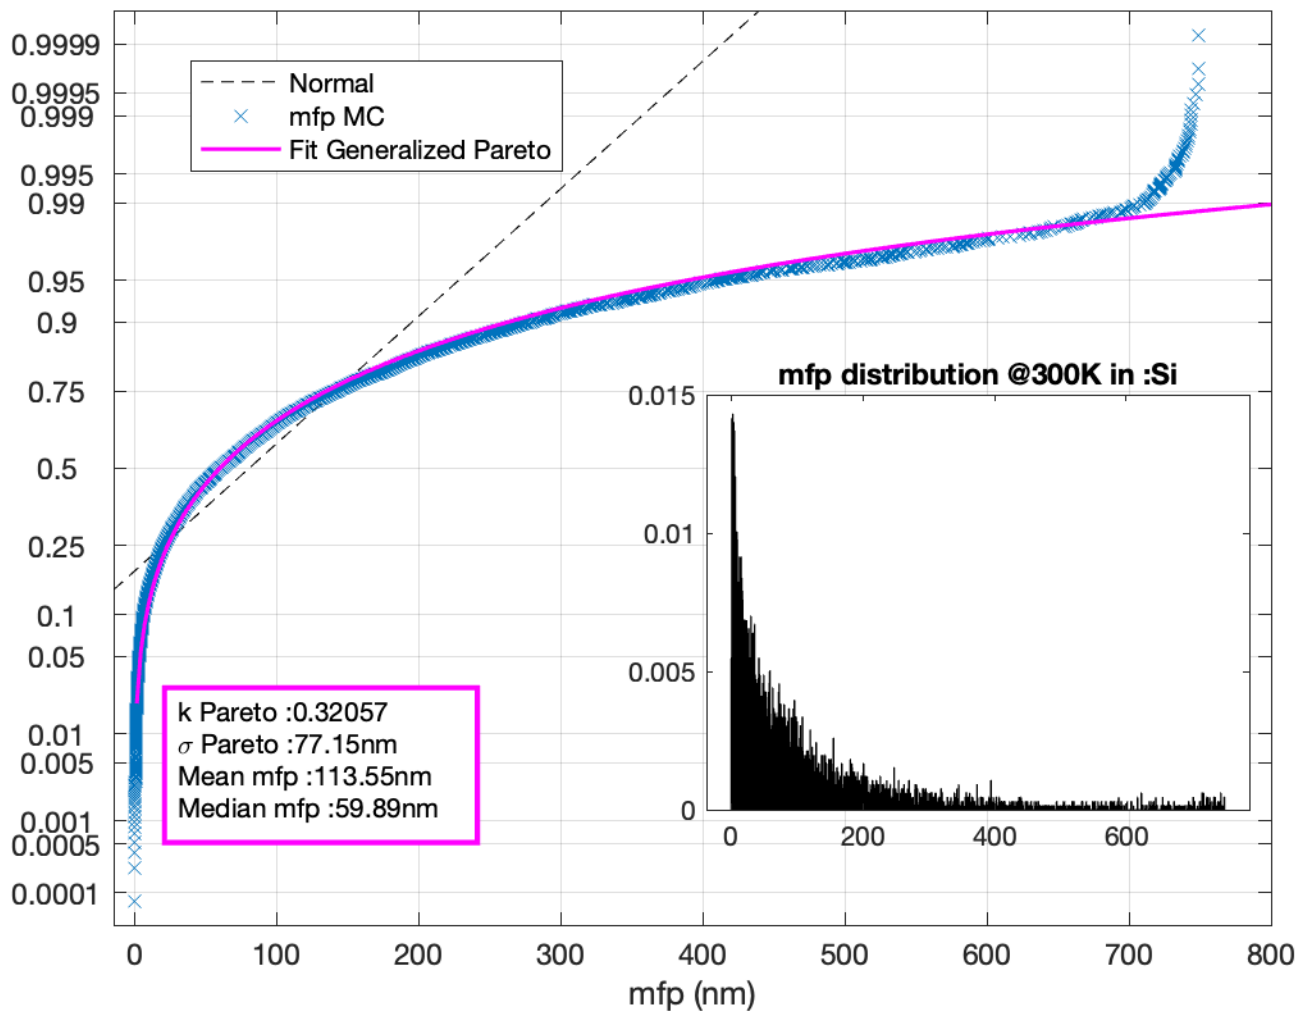 0.9999
0.9995
0.999
0.995
0.99
0.95
0.9
0.75
0.5
0.25
0.1
0.05
0.01
0.005
0.001
0.0005
0.0001
Normal
mfp MC
Fit Generalized Pareto
mfp distribution @300K in :Si
0.015
0.01
0.005
0
0 200 400 600
k Pareto :0.32057
σ Pareto :77.15nm
Mean mfp :113.55nm
Median mfp :59.89nm
0 100 200 300 400 500 600 700 800
mfp (nm)